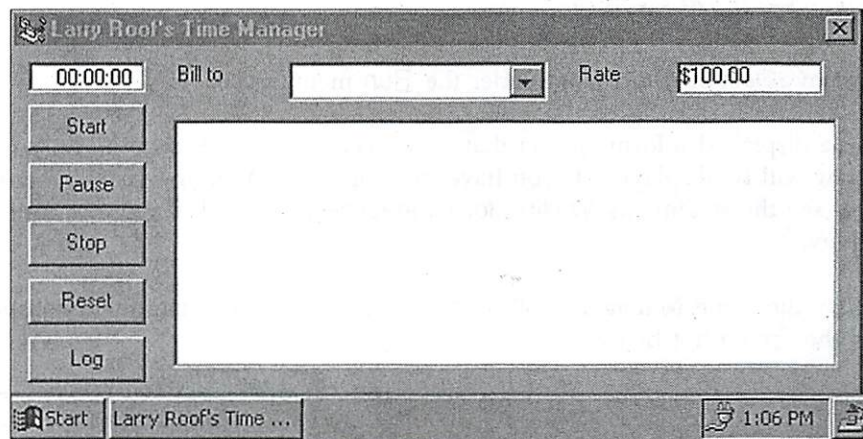 Larry Roof's Time Manager
00:00:00 Bill to Rate $100.00
Start
Pause
Stop
Reset
Log
Start Larry Roof's Time ... 1:06 PM